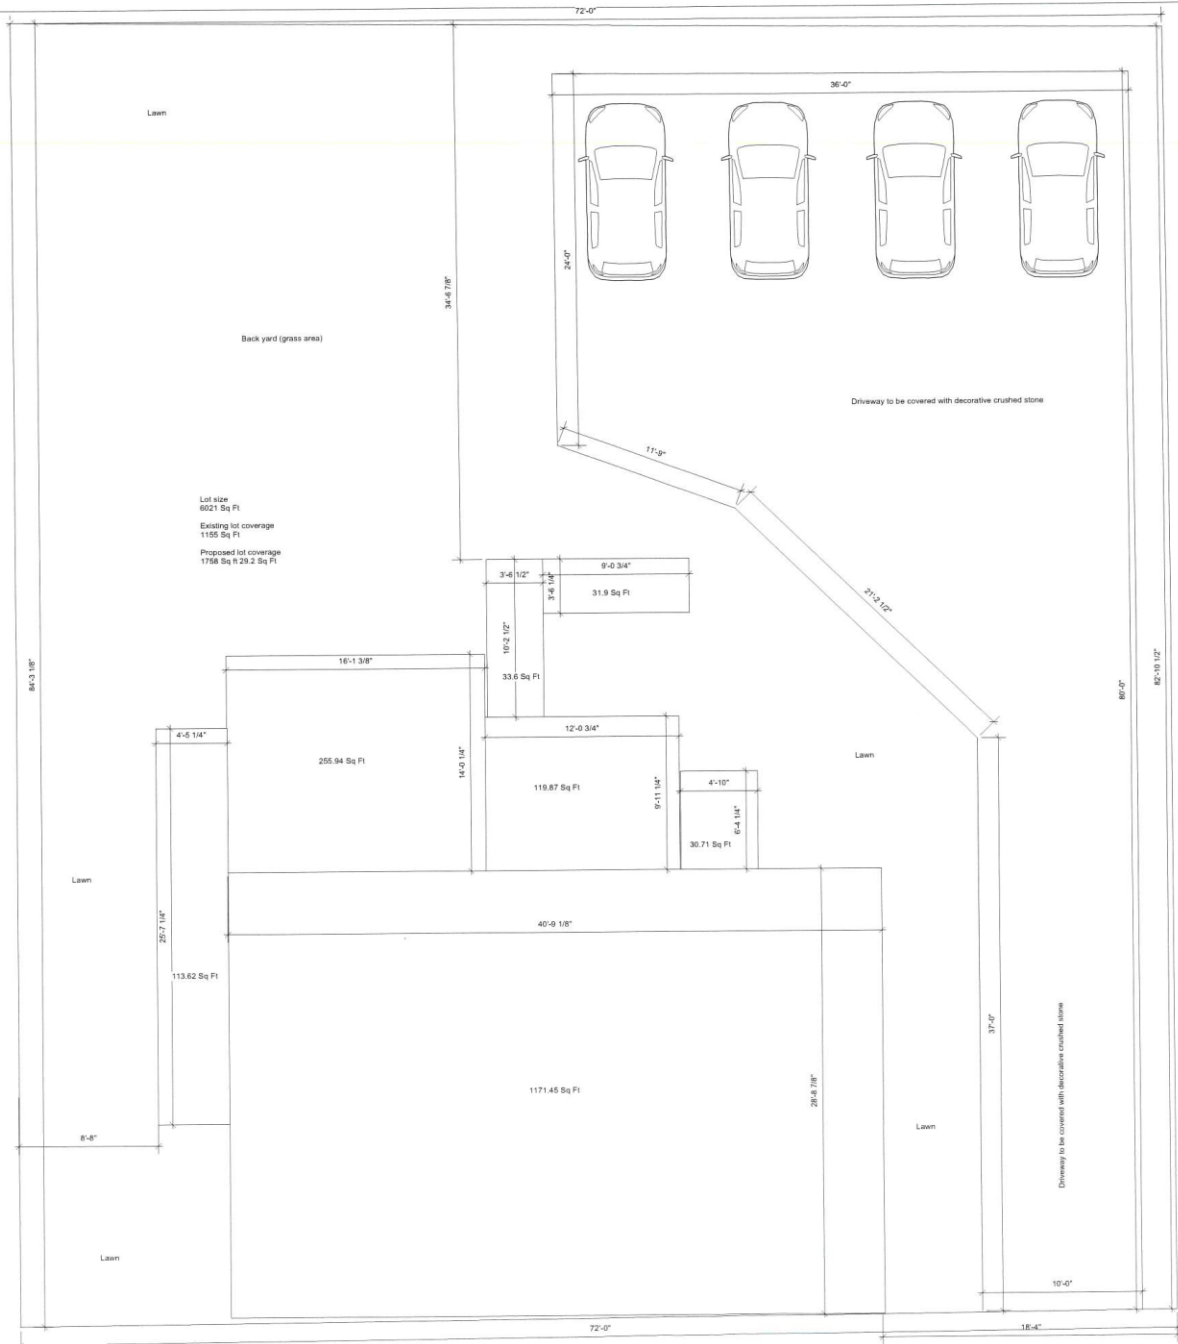 72'-0"
36'-0"
Lawn
24'-0"
34'-6 7/8"
Back yard (grass area)
Driveway to be covered with decorative crushed stone
11'-9"
Lot size
6021 Sq Ft
Existing lot coverage
1155 Sq Ft
Proposed lot coverage
1758 Sq ft 29.2 Sq Ft
3'-6 1/2"
9'-0 3/4"
3'-6 1/4"
31.9 Sq Ft
21'-2 1/2"
10'-2 1/2"
33.6 Sq Ft
84'-3 1/8"
80'-0"
82'-10 1/2"
16'-1 3/8"
4'-5 1/4"
12'-0 3/4"
255.94 Sq Ft
14'-0 1/4"
119.87 Sq Ft
9'-11 1/4"
4'-10"
6'-4 1/4"
30.71 Sq Ft
Lawn
Lawn
25'-7 1/4"
40'-9 1/8"
113.62 Sq Ft
37'-0"
1171.45 Sq Ft
28'-8 7/8"
Driveway to be covered with decorative crushed stone
8'-8"
Lawn
Lawn
10'-0"
72'-0"
18'-4"